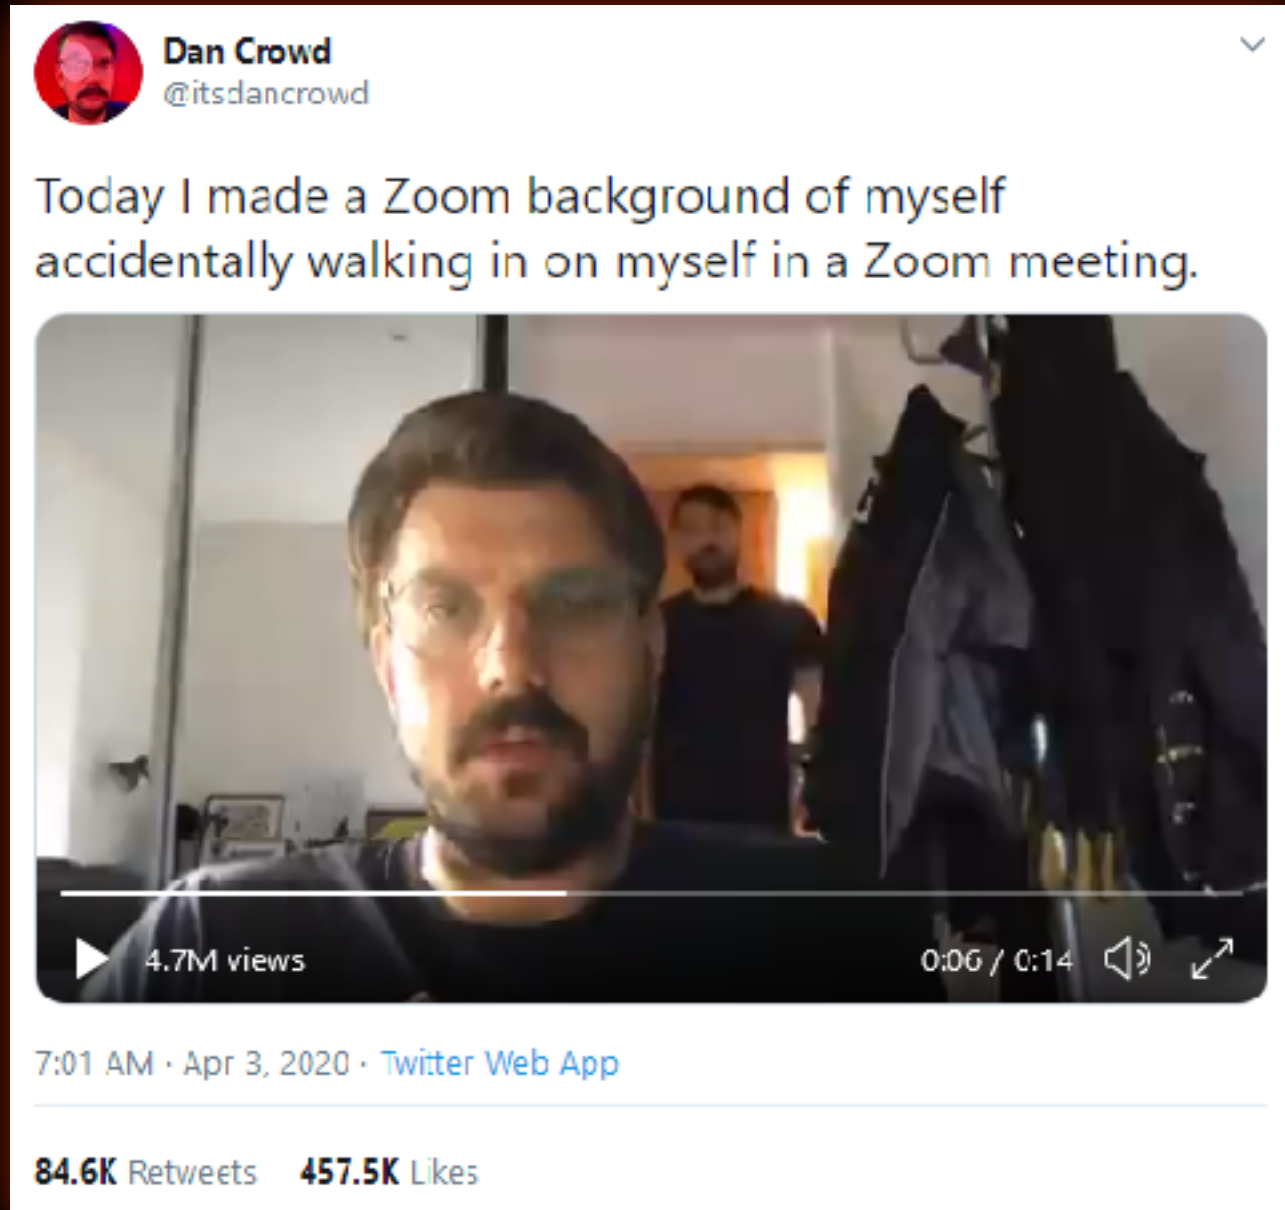 Dan Crowd
@itsdancrowd
Today I made a Zoom background of myself
accidentally walking in on myself in a Zoom meeting.
4.7M views
0:06 / 0:14
7:01 AM · Apr 3, 2020 · Twitter Web App
84.6K Retweets 457.5K Likes